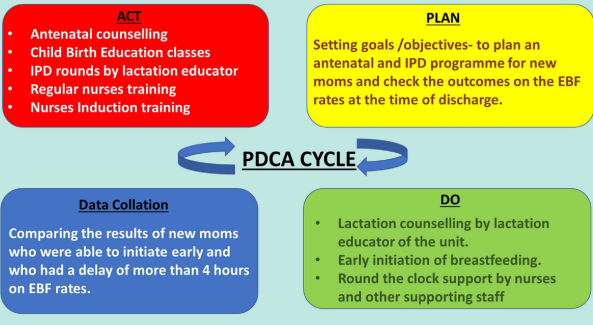 ACT
• Antenatal counselling
• Child Birth Education classes
• IPD rounds by lactation educator
• Regular nurses training
• Nurses Induction training
PLAN
Setting goals /objectives- to plan an
antenatal and IPD programme for new
moms and check the outcomes on the EBF
rates at the time of discharge.
PDCA CYCLE
Data Collation
Comparing the results of new moms
who were able to initiate early and
who had a delay of more than 4 hours
on EBF rates.
DO
• Lactation counselling by lactation
educator of the unit.
• Early initiation of breastfeeding.
• Round the clock support by nurses
and other supporting staff